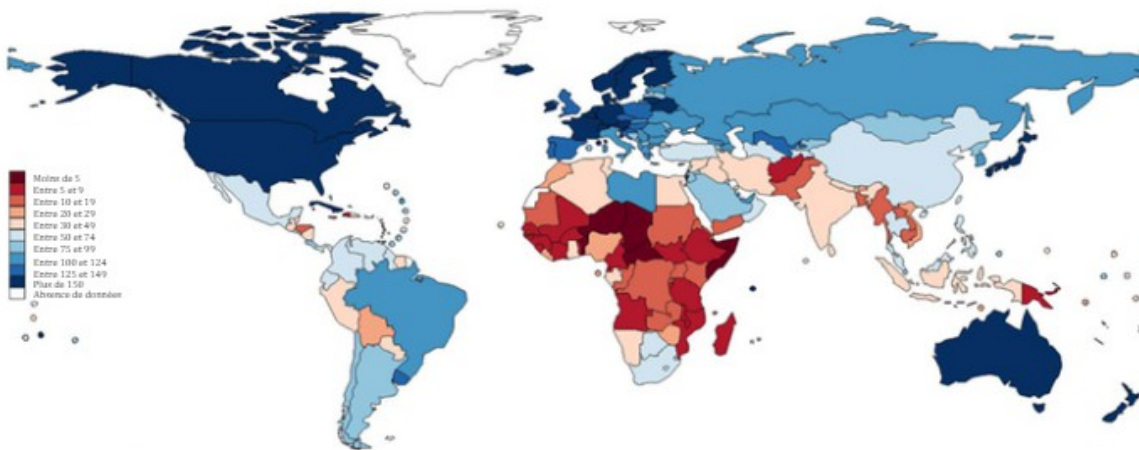 Moins de 5
Entre 5 et 9
Entre 10 et 19
Entre 20 et 29
Entre 30 et 49
Entre 50 et 74
Entre 75 et 99
Entre 100 et 124
Entre 125 et 149
Plus de 150
Absence de données